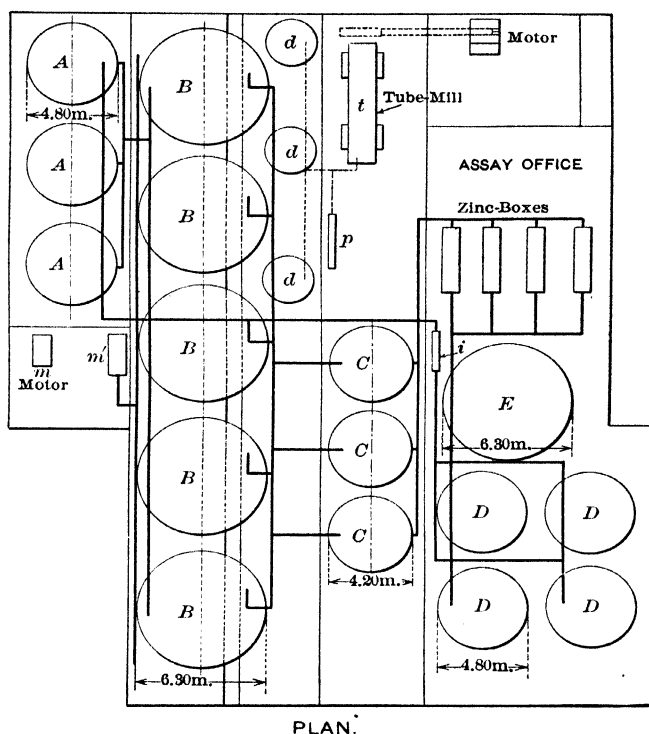 A
4.80m.
A
A
m
Motor
m'
B
B
B
B
B
6.30m.
d
d
d
t
Tube-Mill
Motor
p
ASSAY OFFICE
Zinc-Boxes
i
C
C
C
4.20m.
E
6.30m.
D
D
D
D
4.80m.
PLAN.